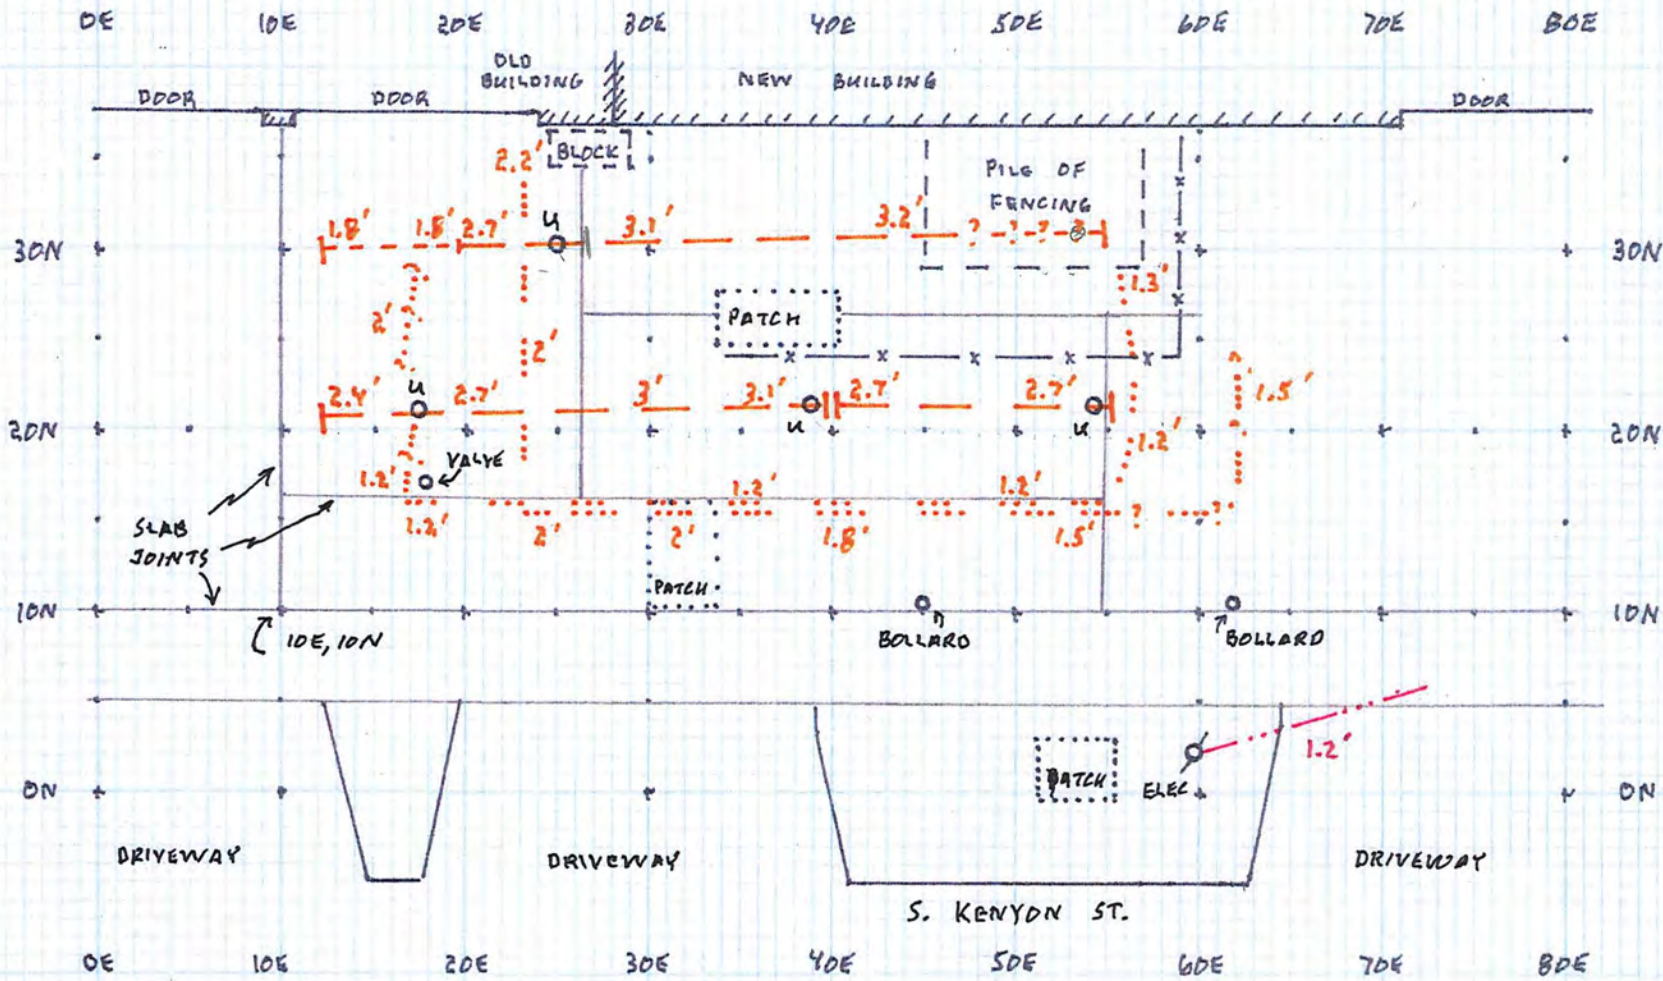 0E 10E 20E 30E 40E 50E 60E 70E 80E
OLD
BUILDING
NEW BUILDING
DOOR DOOR DOOR
BLOCK
2.2'
PILE OF
FENCING
1.8' 1.8' 2.7' U 3.1' 3.2' ? ? ? ?
30N 30N
1.3'
2' PATCH
2'
2.4' U 2.7' 3' 3.1' 2.7' 2.7' 1.5'
U U
20N 20N
1.2'
VALVE
1.2' 1.2' 1.2'
? ?
1.2' 2' 2' 1.8' 1.5'
SLAB
JOINTS
PATCH
10N 10N
10E, 10N BOLLARD BOLLARD
1.2'
PATCH ELEC
0N 0N
DRIVEWAY DRIVEWAY DRIVEWAY
S. KENYON ST.
0E 10E 20E 30E 40E 50E 60E 70E 80E